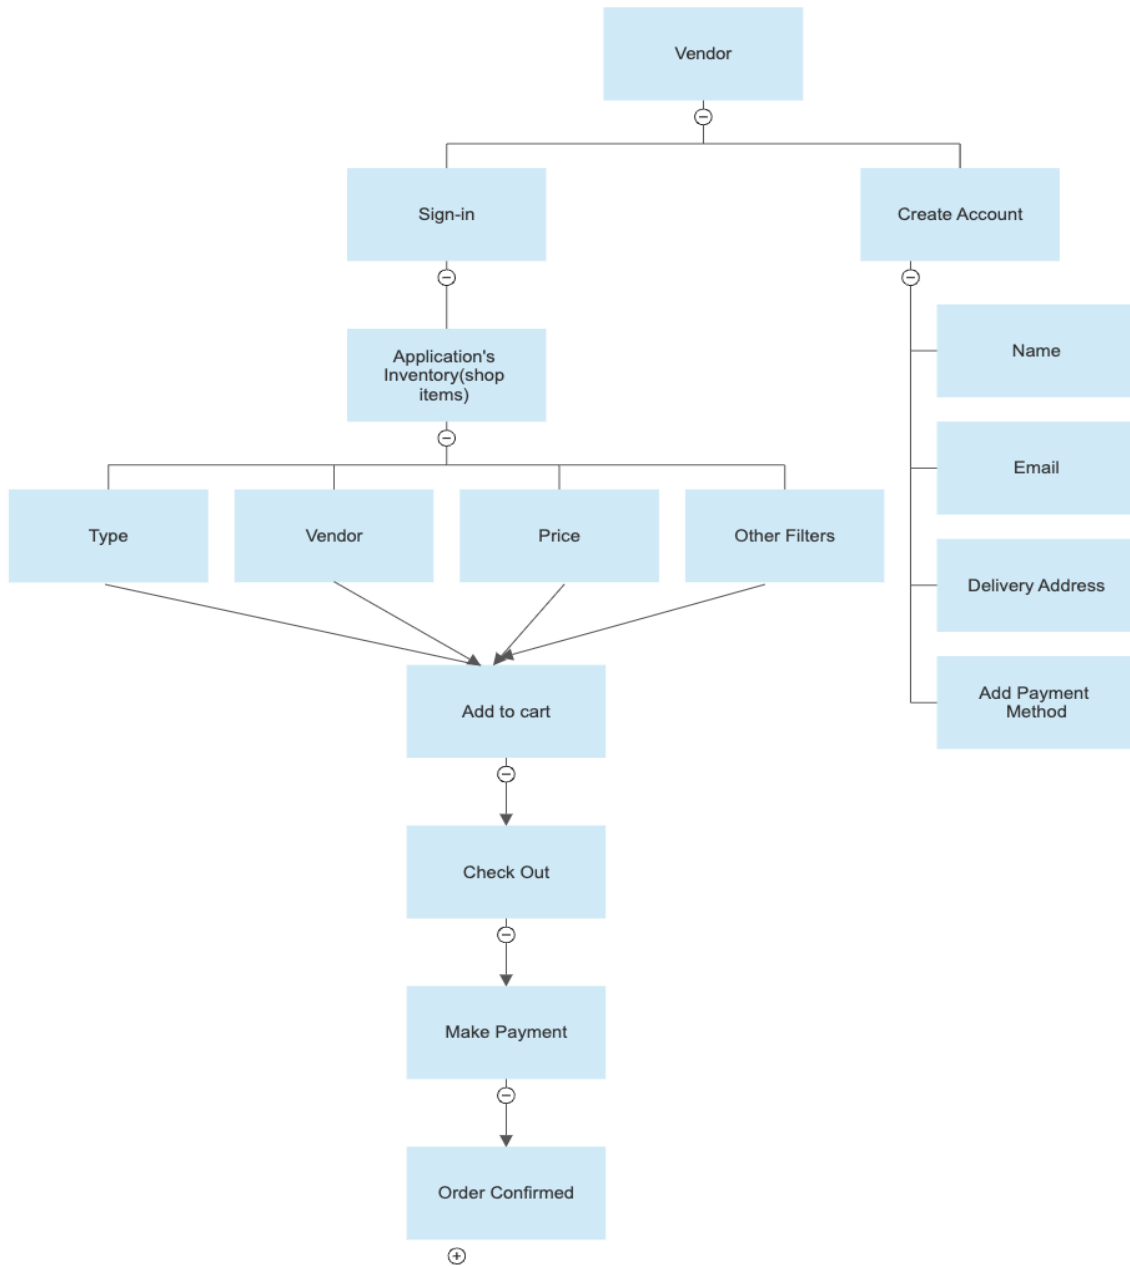 Vendor
Sign-in
Create Account
Application's
Inventory(shop
items)
Name
Email
Type
Vendor
Price
Other Filters
Delivery Address
Add Payment
Method
Add to cart
Check Out
Make Payment
Order Confirmed